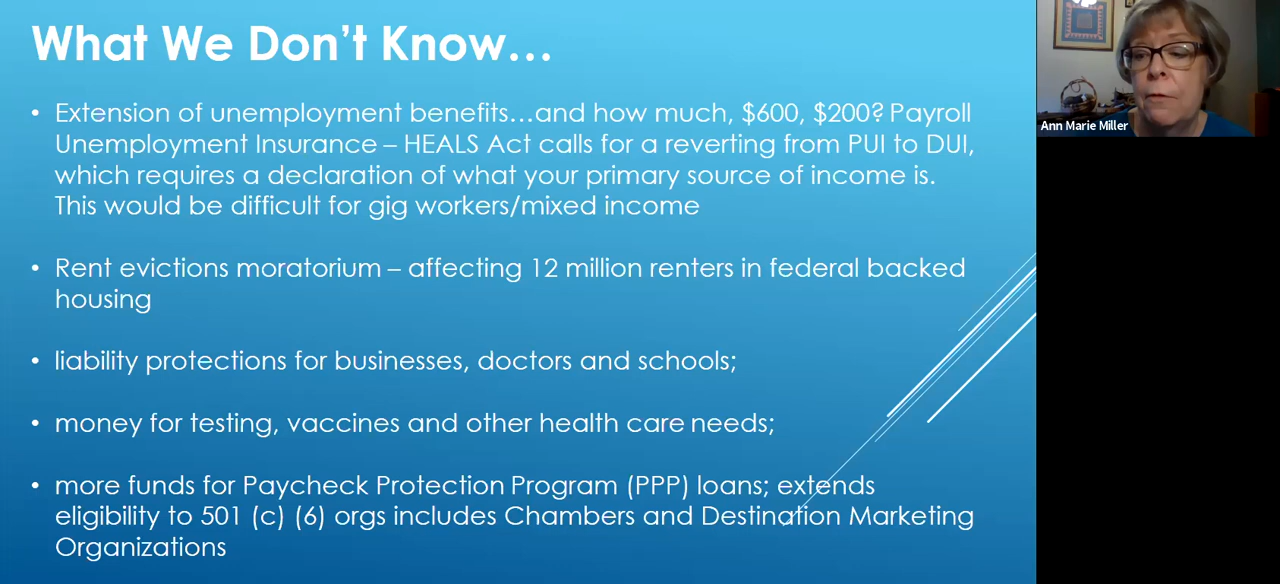 What We Don't Know…
• Extension of unemployment benefits…and how much, $600, $200? Payroll
Unemployment Insurance – HEALS Act calls for a reverting from PUI to DUI,
which requires a declaration of what your primary source of income is.
This would be difficult for gig workers/mixed income
• Rent evictions moratorium – affecting 12 million renters in federal backed
housing
• liability protections for businesses, doctors and schools;
• money for testing, vaccines and other health care needs;
• more funds for Paycheck Protection Program (PPP) loans; extends
eligibility to 501 (c) (6) orgs includes Chambers and Destination Marketing
Organizations
Ann Marie Miller